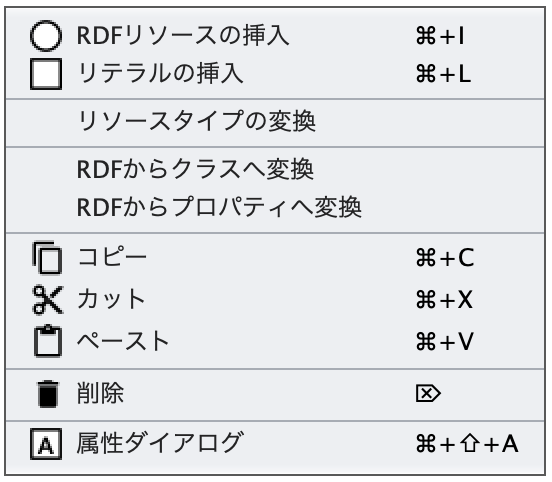 RDFリソースの挿入 ⌘+I
リテラルの挿入 ⌘+L
リソースタイプの変換
RDFからクラスへ変換
RDFからプロパティへ変換
コピー ⌘+C
カット ⌘+X
ペースト ⌘+V
削除 ⌦
A 属性ダイアログ ⌘+⇧+A